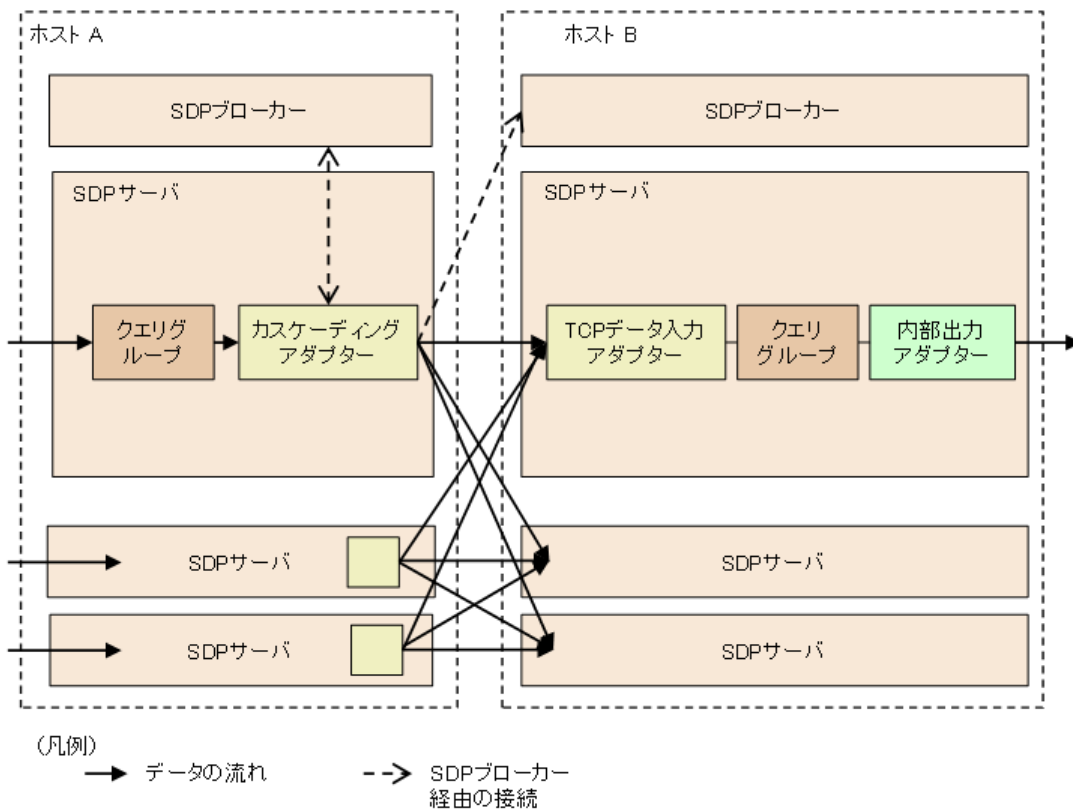 ホスト A
ホスト B
SDPブローカー
SDPブローカー
SDPサーバ
SDPサーバ
クエリグ
ループ
カスケーディング
アダプター
TCPデータ入力
アダプター
クエリ
グループ
内部出力
アダプター
SDPサーバ
SDPサーバ
SDPサーバ
SDPサーバ
(凡例)
データの流れ
SDPブローカー
経由の接続